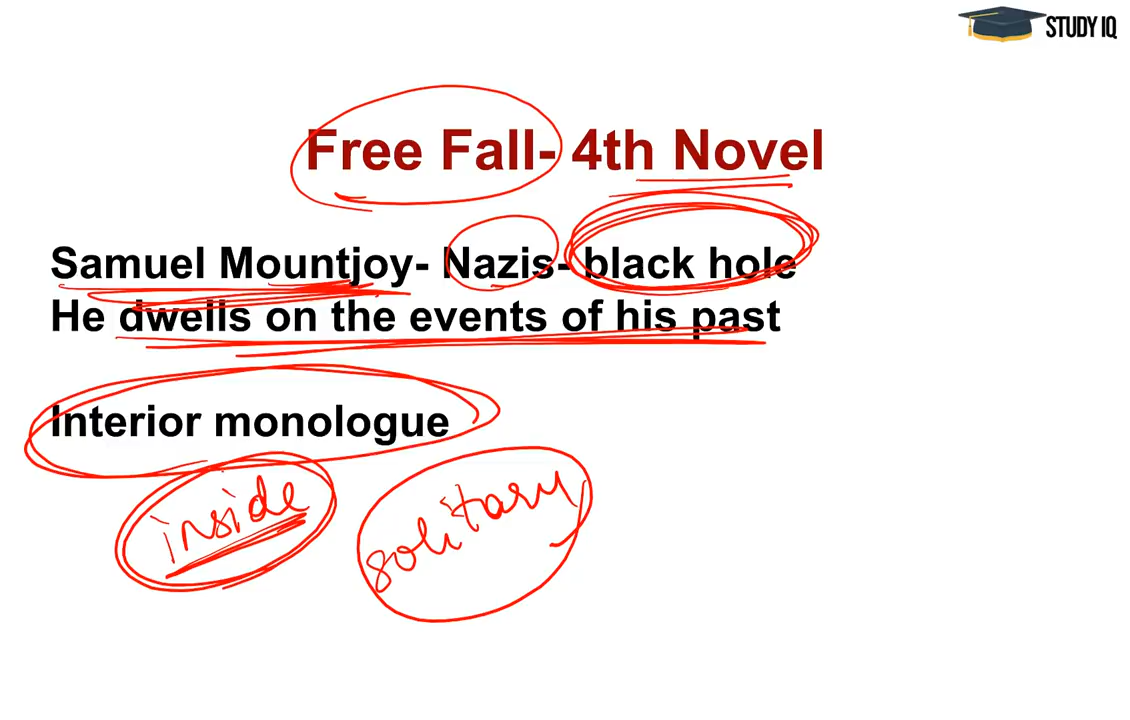 STUDY IQ
Free Fall- 4th Novel
Samuel Mountjoy- Nazis- black hole
He dwells on the events of his past
Interior monologue
inside
solitary